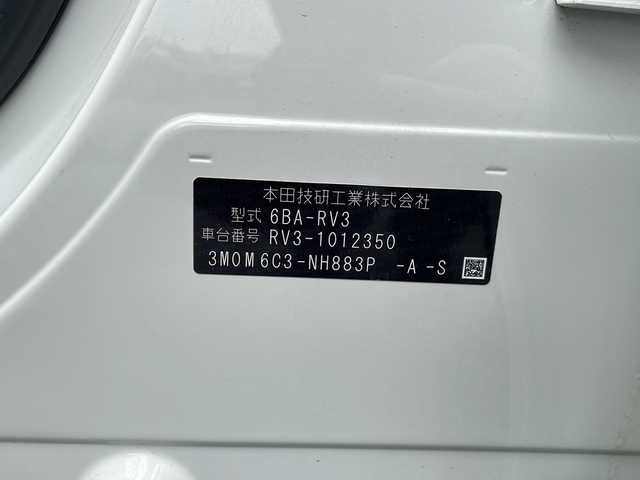 本田技研工業株式会社
型式 6BA-RV3
車台番号 RV3-1012350
3M0M6C3-NH883P -A-S